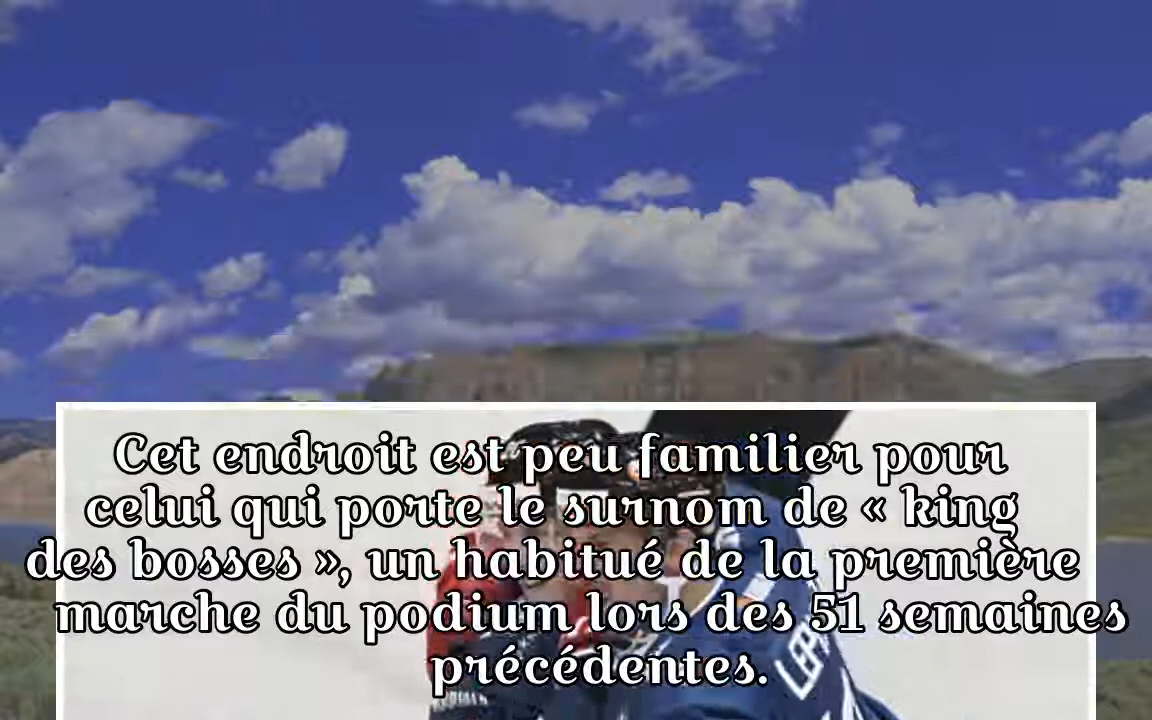 Cet endroit est peu familier pour
celui qui porte le surnom de « king
des bosses », un habitué de la première
marche du podium lors des 51 semaines
précédentes.